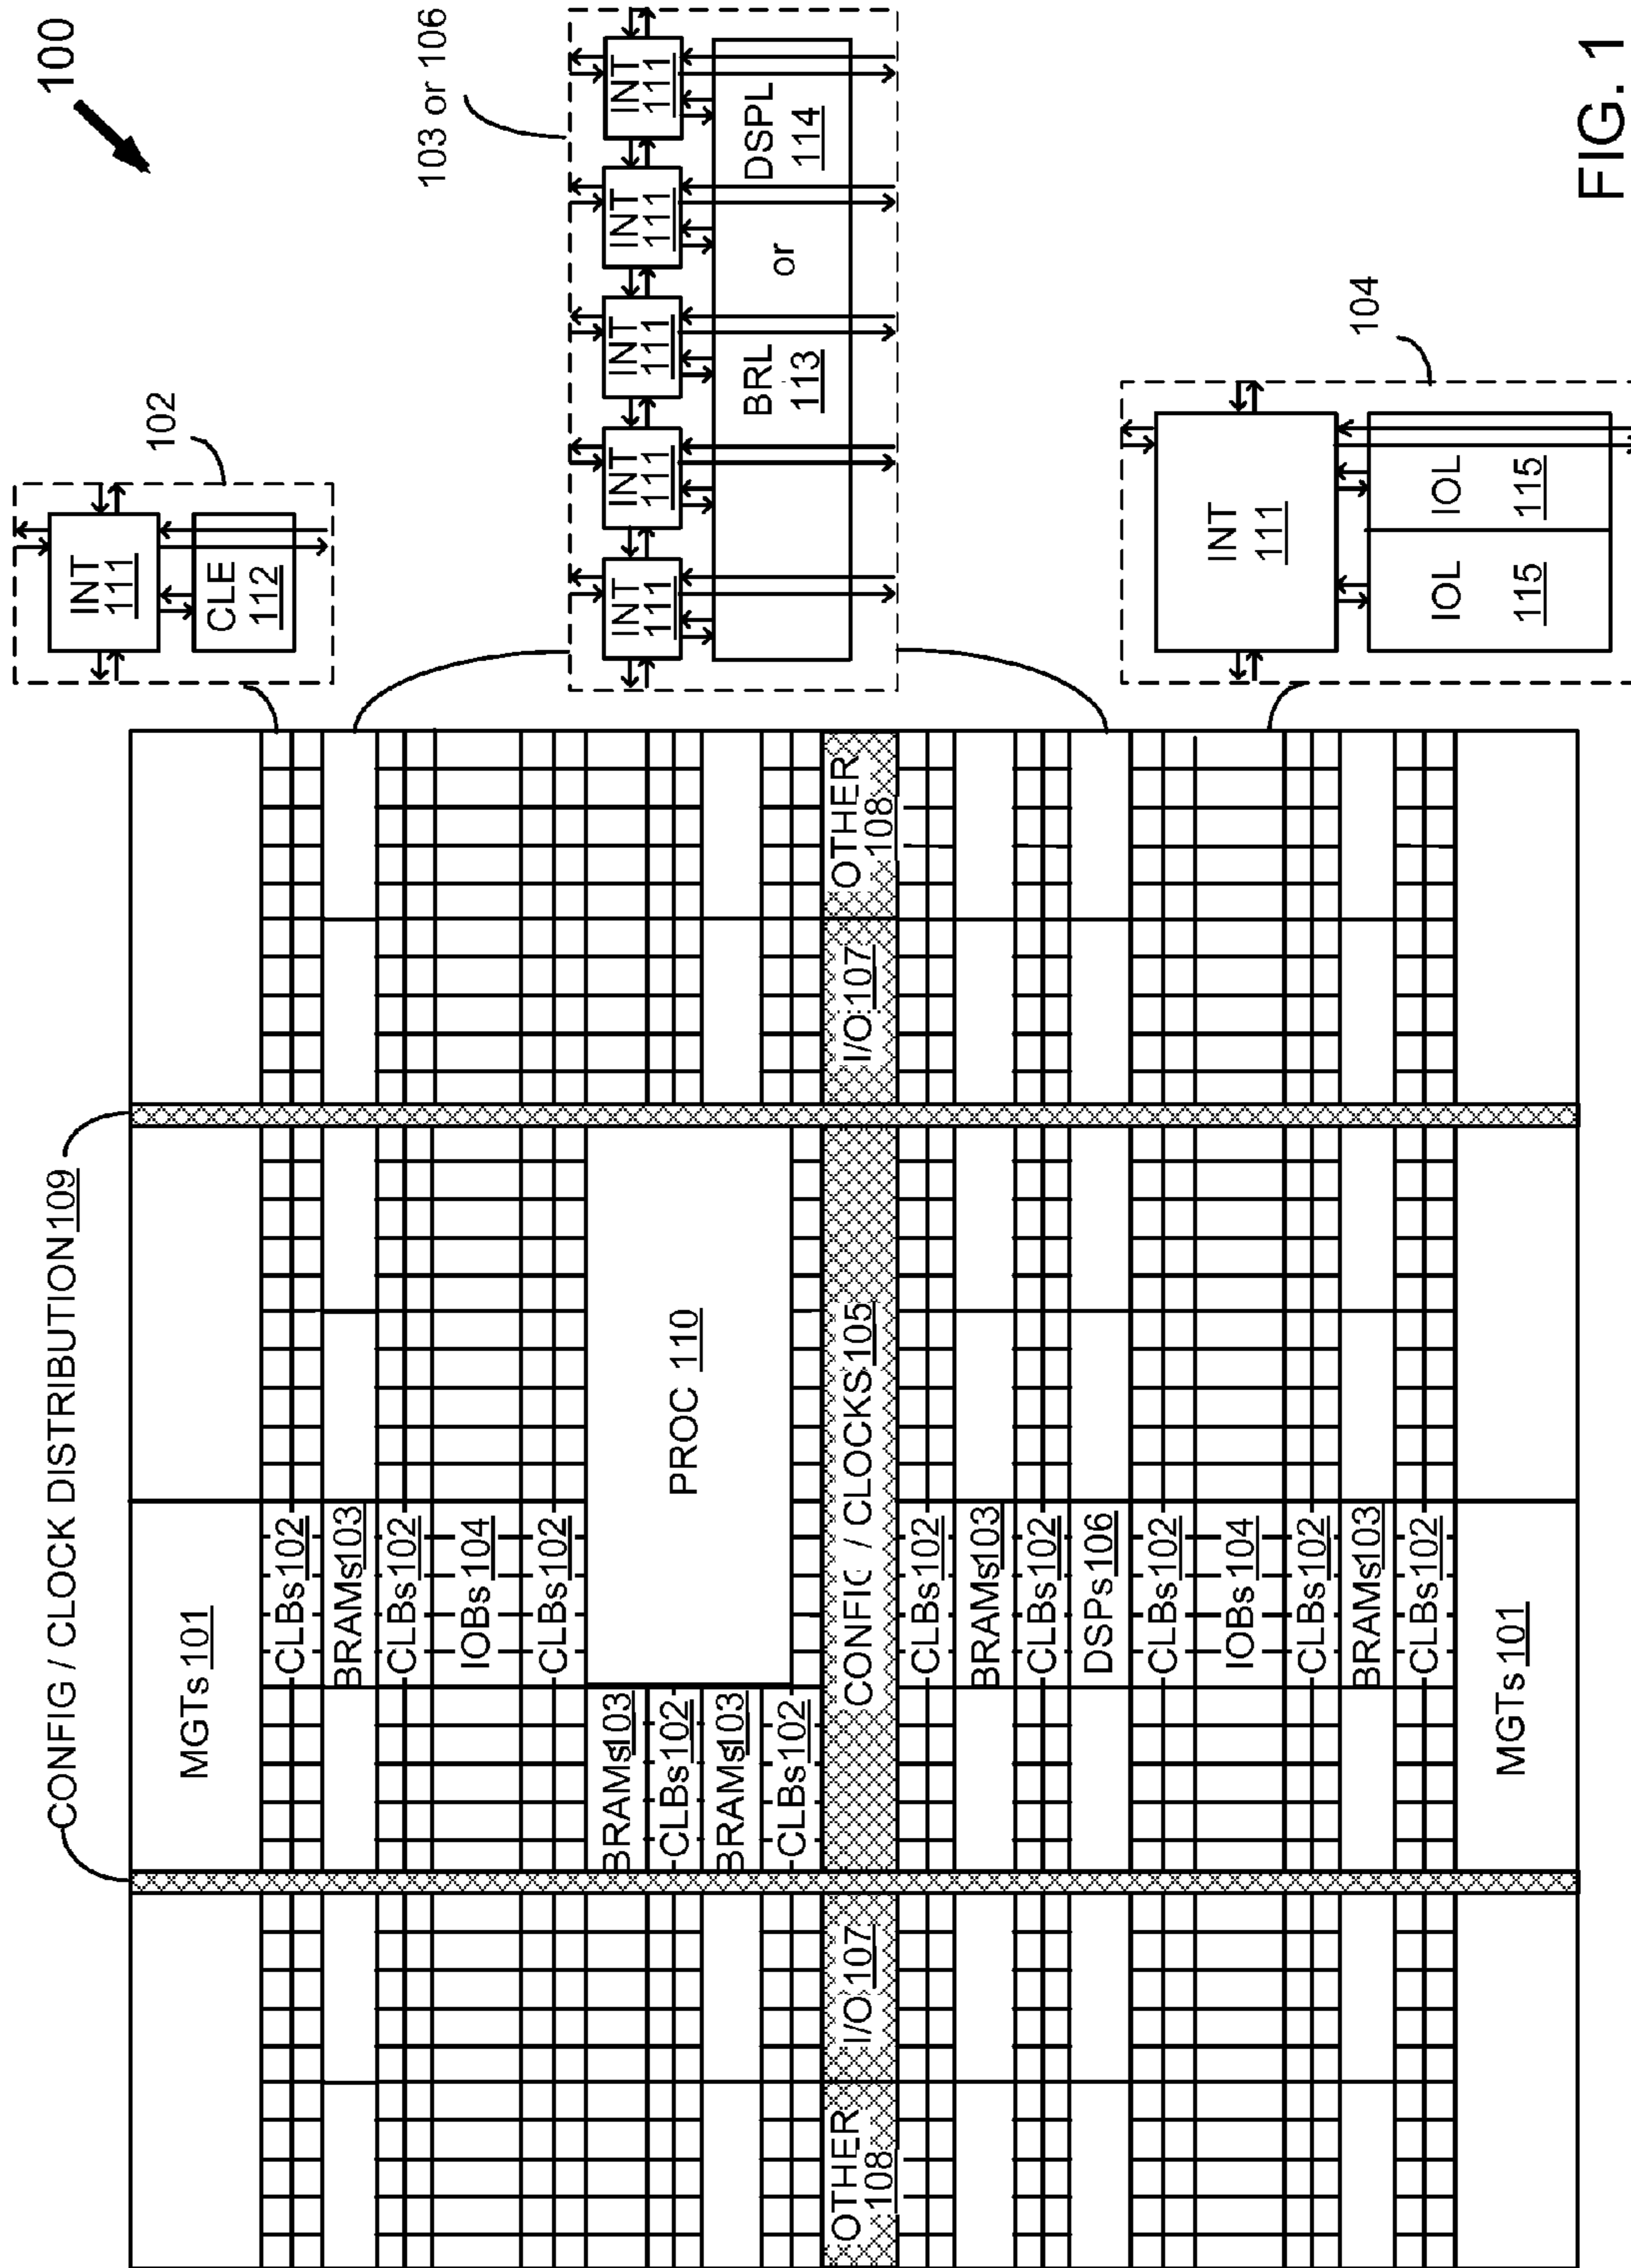 100
CONFIG / CLOCK DISTRIBUTION 109
MGTs 101
CLBs 102
BRAMs 103
CLBs 102
IOBs 104
CLBs 102
BRAMs 103
CLBs 102
BRAMs 103
CLBs 102
PROC 110
OTHER
108
I/O 107
CONFIG / CLOCKS 105
I/O 107
OTHER
108
CLBs 102
BRAMs 103
CLBs 102
DSPs 106
CLBs 102
IOBs 104
CLBs 102
BRAMs 103
CLBs 102
MGTs 101
102
INT
111
CLE
112
103 or 106
INT
111
INT
111
INT
111
INT
111
INT
111
BRL
113
or
DSPL
114
104
INT
111
IOL
115
IOL
115
FIG. 1